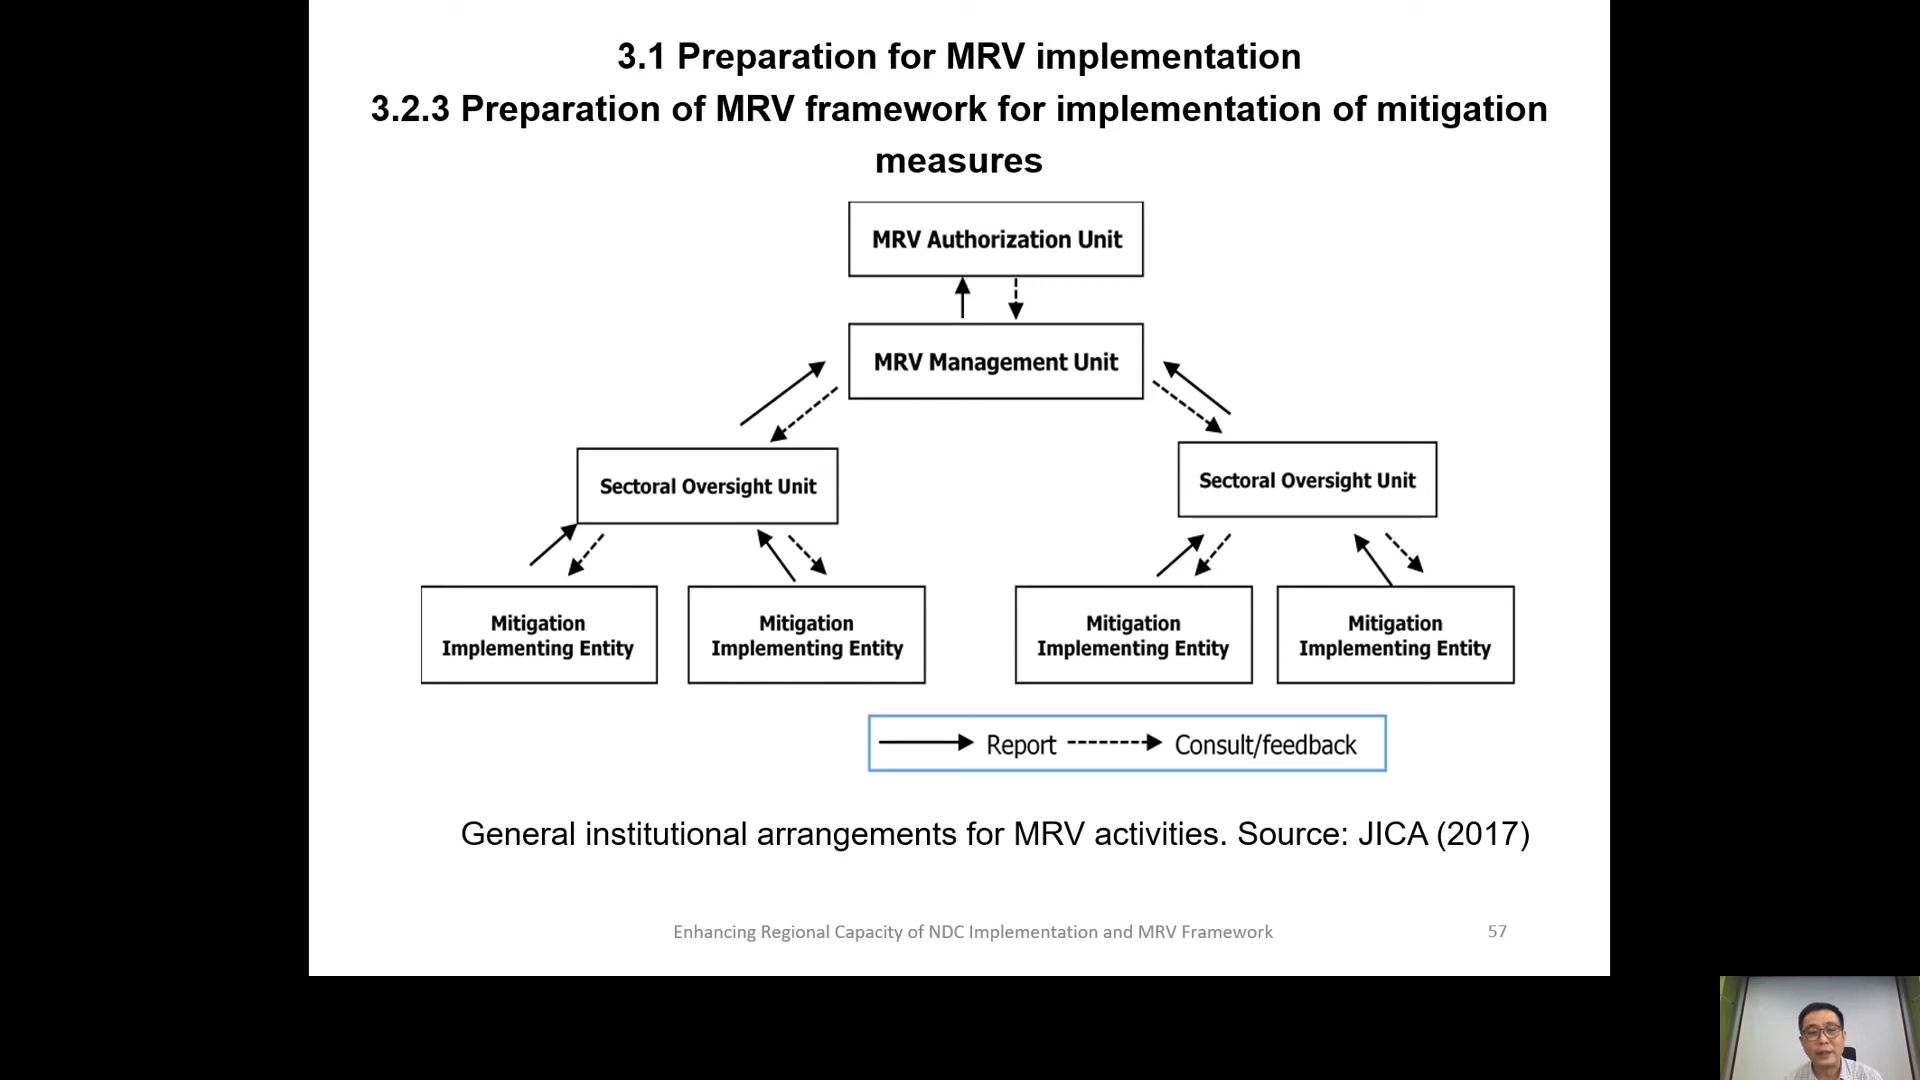 3.1 Preparation for MRV implementation
3.2.3 Preparation of MRV framework for implementation of mitigation
measures
MRV Authorization Unit
MRV Management Unit
Sectoral Oversight Unit
Sectoral Oversight Unit
Mitigation
Implementing Entity
Mitigation
Implementing Entity
Mitigation
Implementing Entity
Mitigation
Implementing Entity
Report
Consult/feedback
General institutional arrangements for MRV activities. Source: JICA (2017)
Enhancing Regional Capacity of NDC Implementation and MRV Framework
57